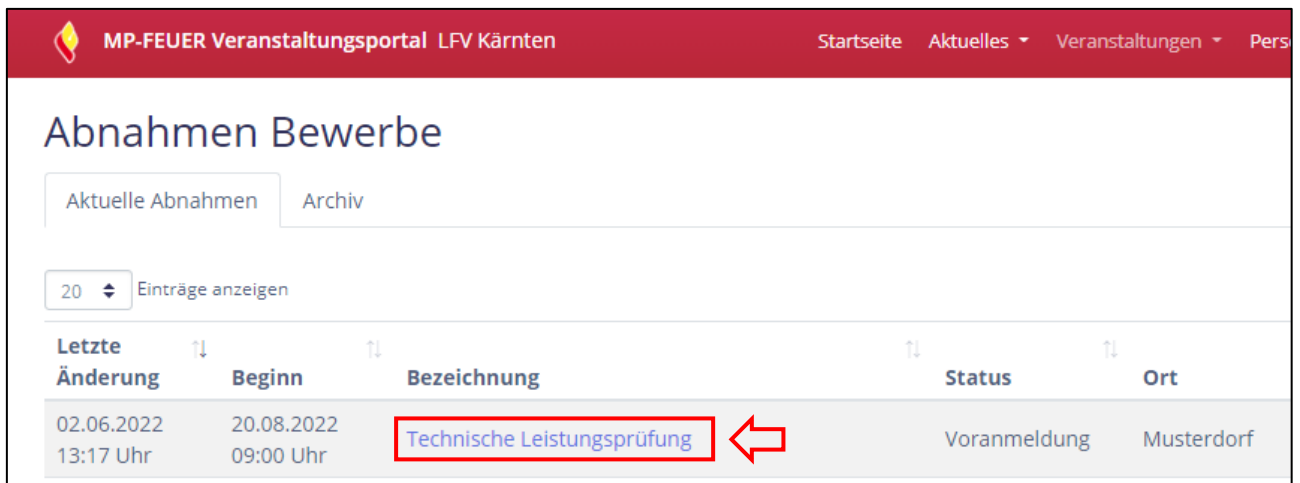 MP-FEUER Veranstaltungsportal LFV Kärnten Startseite Aktuelles Veranstaltungen
Abnahmen Bewerbe
Aktuelle Abnahmen Archiv
20 Einträge anzeigen
Letzte
Änderung Beginn Bezeichnung Status Ort
02.06.2022 20.08.2022 Technische Leistungsprüfung Voranmeldung Musterdorf
13:17 Uhr 09:00 Uhr